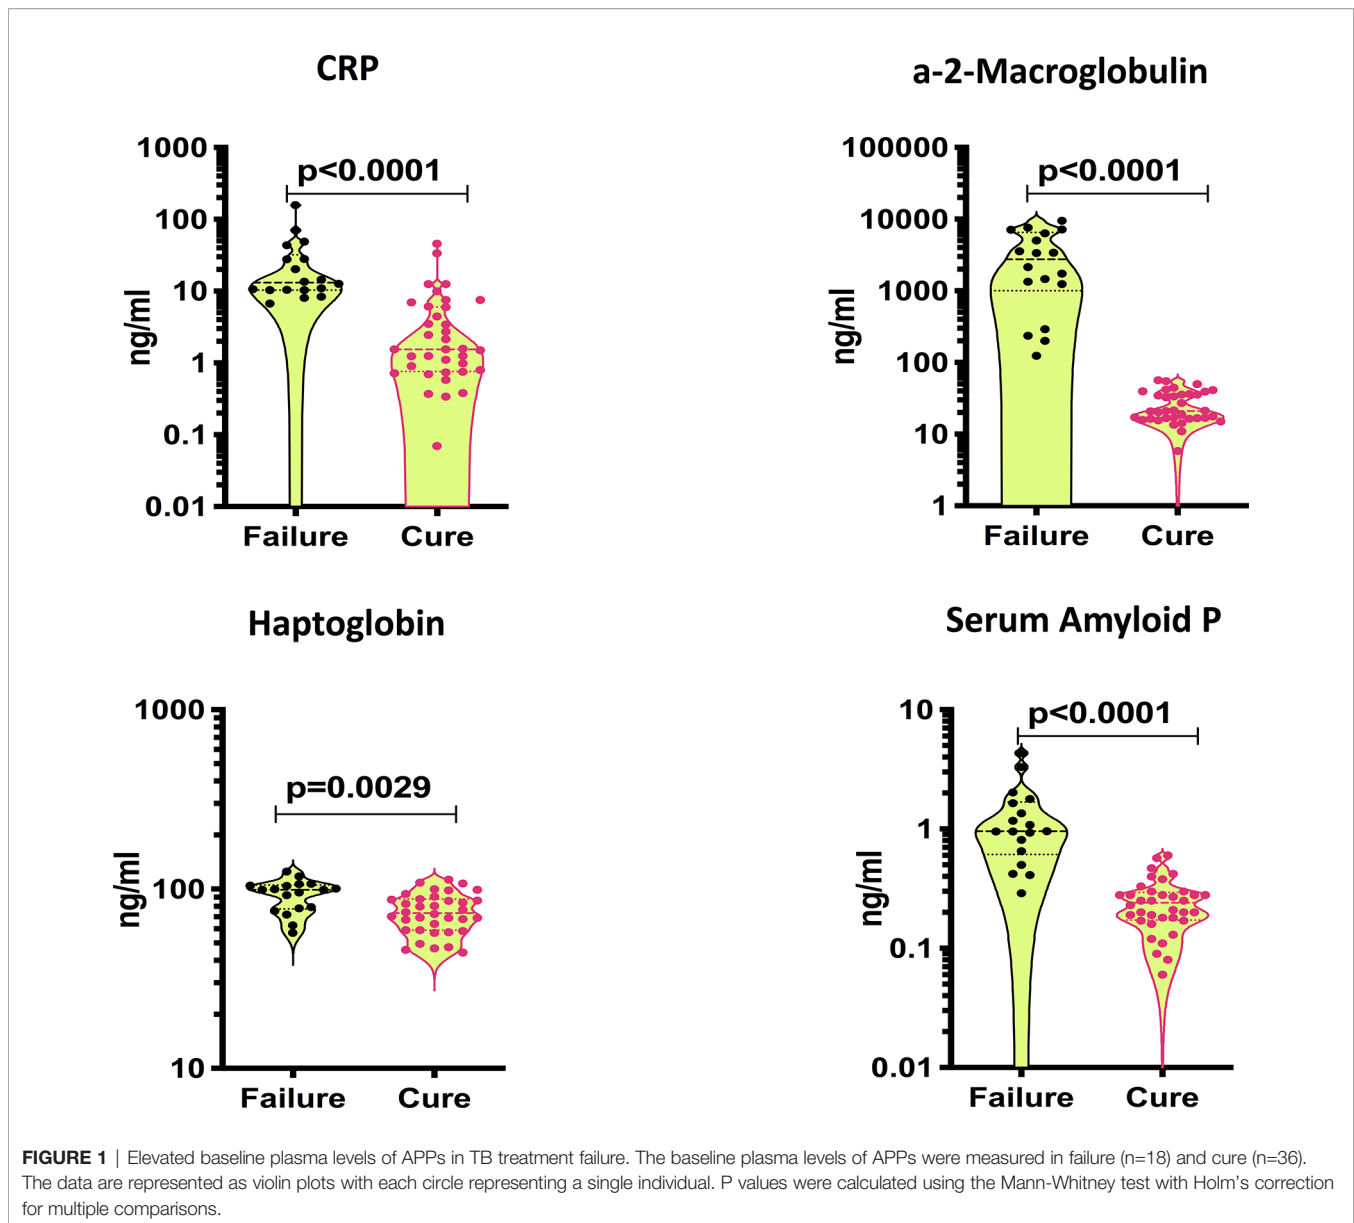 CRP
1000
100
10
1
0.1
0.01
ng/ml
p<0.0001
Failure
Cure
a-2-Macroglobulin
100000
10000
1000
100
10
1
ng/ml
p<0.0001
Failure
Cure
Haptoglobin
1000
100
10
ng/ml
p=0.0029
Failure
Cure
Serum Amyloid P
10
1
0.1
0.01
ng/ml
p<0.0001
Failure
Cure
FIGURE 1 | Elevated baseline plasma levels of APPs in TB treatment failure. The baseline plasma levels of APPs were measured in failure (n=18) and cure (n=36).
The data are represented as violin plots with each circle representing a single individual. P values were calculated using the Mann-Whitney test with Holm's correction
for multiple comparisons.